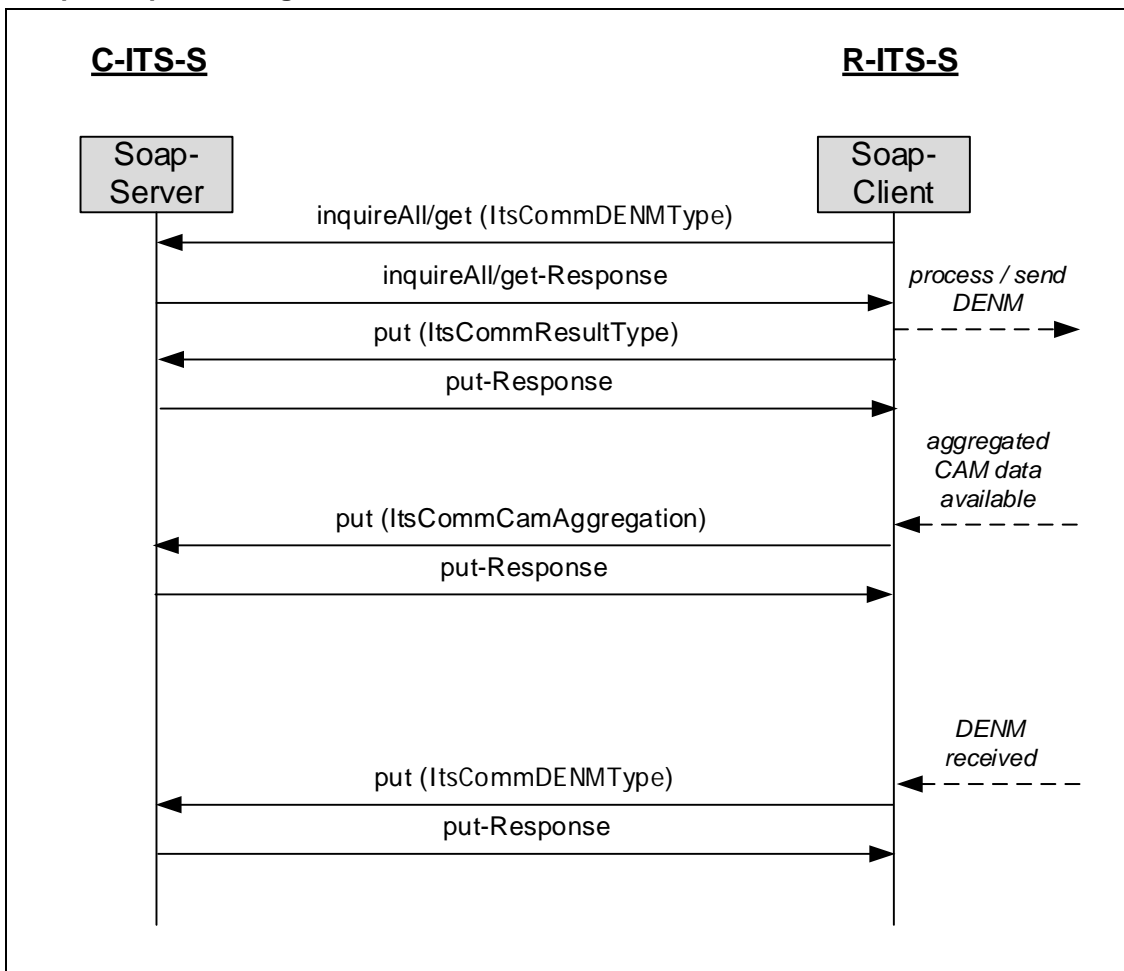 C-ITS-S
R-ITS-S
Soap-
Server
Soap-
Client
inquireAll/get (ItsCommDENMType)
inquireAll/get-Response
process / send
DENM
put (ItsCommResultType)
put-Response
aggregated
CAM data
available
put (ItsCommCamAggregation)
put-Response
DENM
received
put (ItsCommDENMType)
put-Response